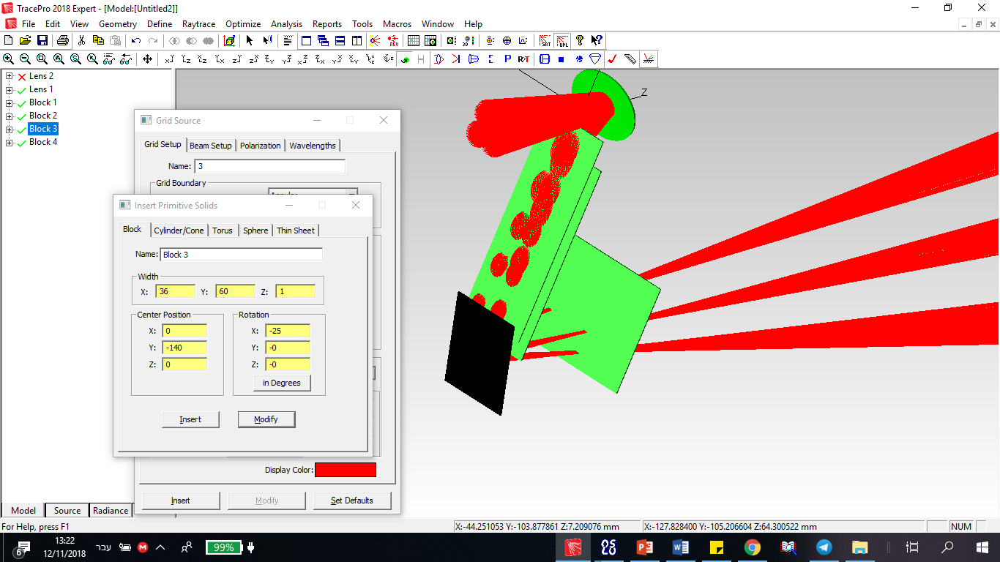 TracePro 2018 Expert - [Model:[Untitled2]]
File Edit View Insert Geometry Define Raytrace Optimize Analysis Reports Tools Macros Window Help
Lens 2
Lens 1
Block 1
Block 2
Block 3
Block 4
Grid Source
Grid Setup Beam Setup Polarization Wavelengths
Name: 3
Grid Boundary
Insert Primitive Solids
Block Cylinder/Cone Torus Sphere Thin Sheet
Name: Block 3
Width
X: 36 Y: 60 Z: 1
Center Position Rotation
X: 0 X: -25
Y: -140 Y: -0
Z: 0 Z: -0
in Degrees
Insert Modify
Display Color:
Insert Modify Set Defaults
Z
Model Source Radiance
For Help, press F1 X:-44.251053 Y:-103.877861 Z:7.209076 mm X:-127.828400 Y:-105.206604 Z:64.300522 mm NUM
6 13:22 עבר 99%
12/11/2018